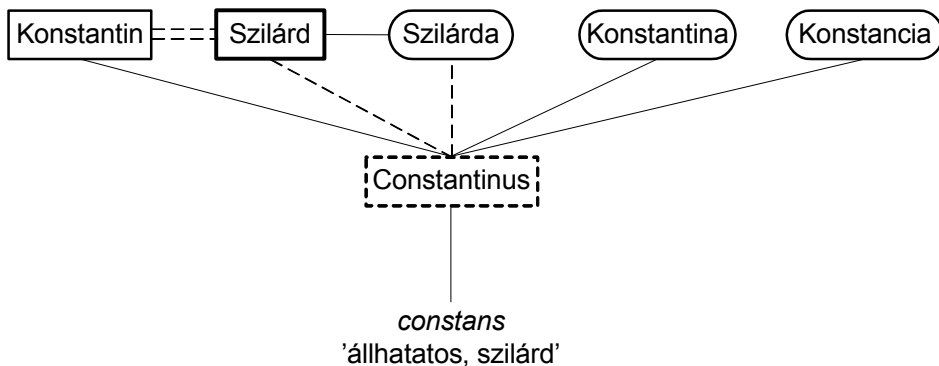 Konstantin
Szilárd
Szilárda
Konstantina
Konstancia
Constantinus
constans
’állhatatos, szilárd’